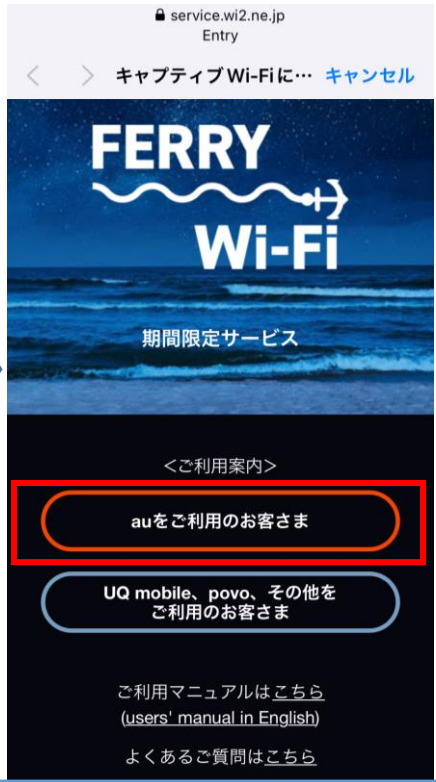 service.wi2.ne.jp
Entry
キャプティブWi-Fiに… キャンセル
FERRY
Wi-Fi
期間限定サービス
<ご利用案内>
auをご利用のお客さま
UQ mobile、povo、その他を
ご利用のお客さま
ご利用マニュアルはこちら
(users' manual in English)
よくあるご質問はこちら